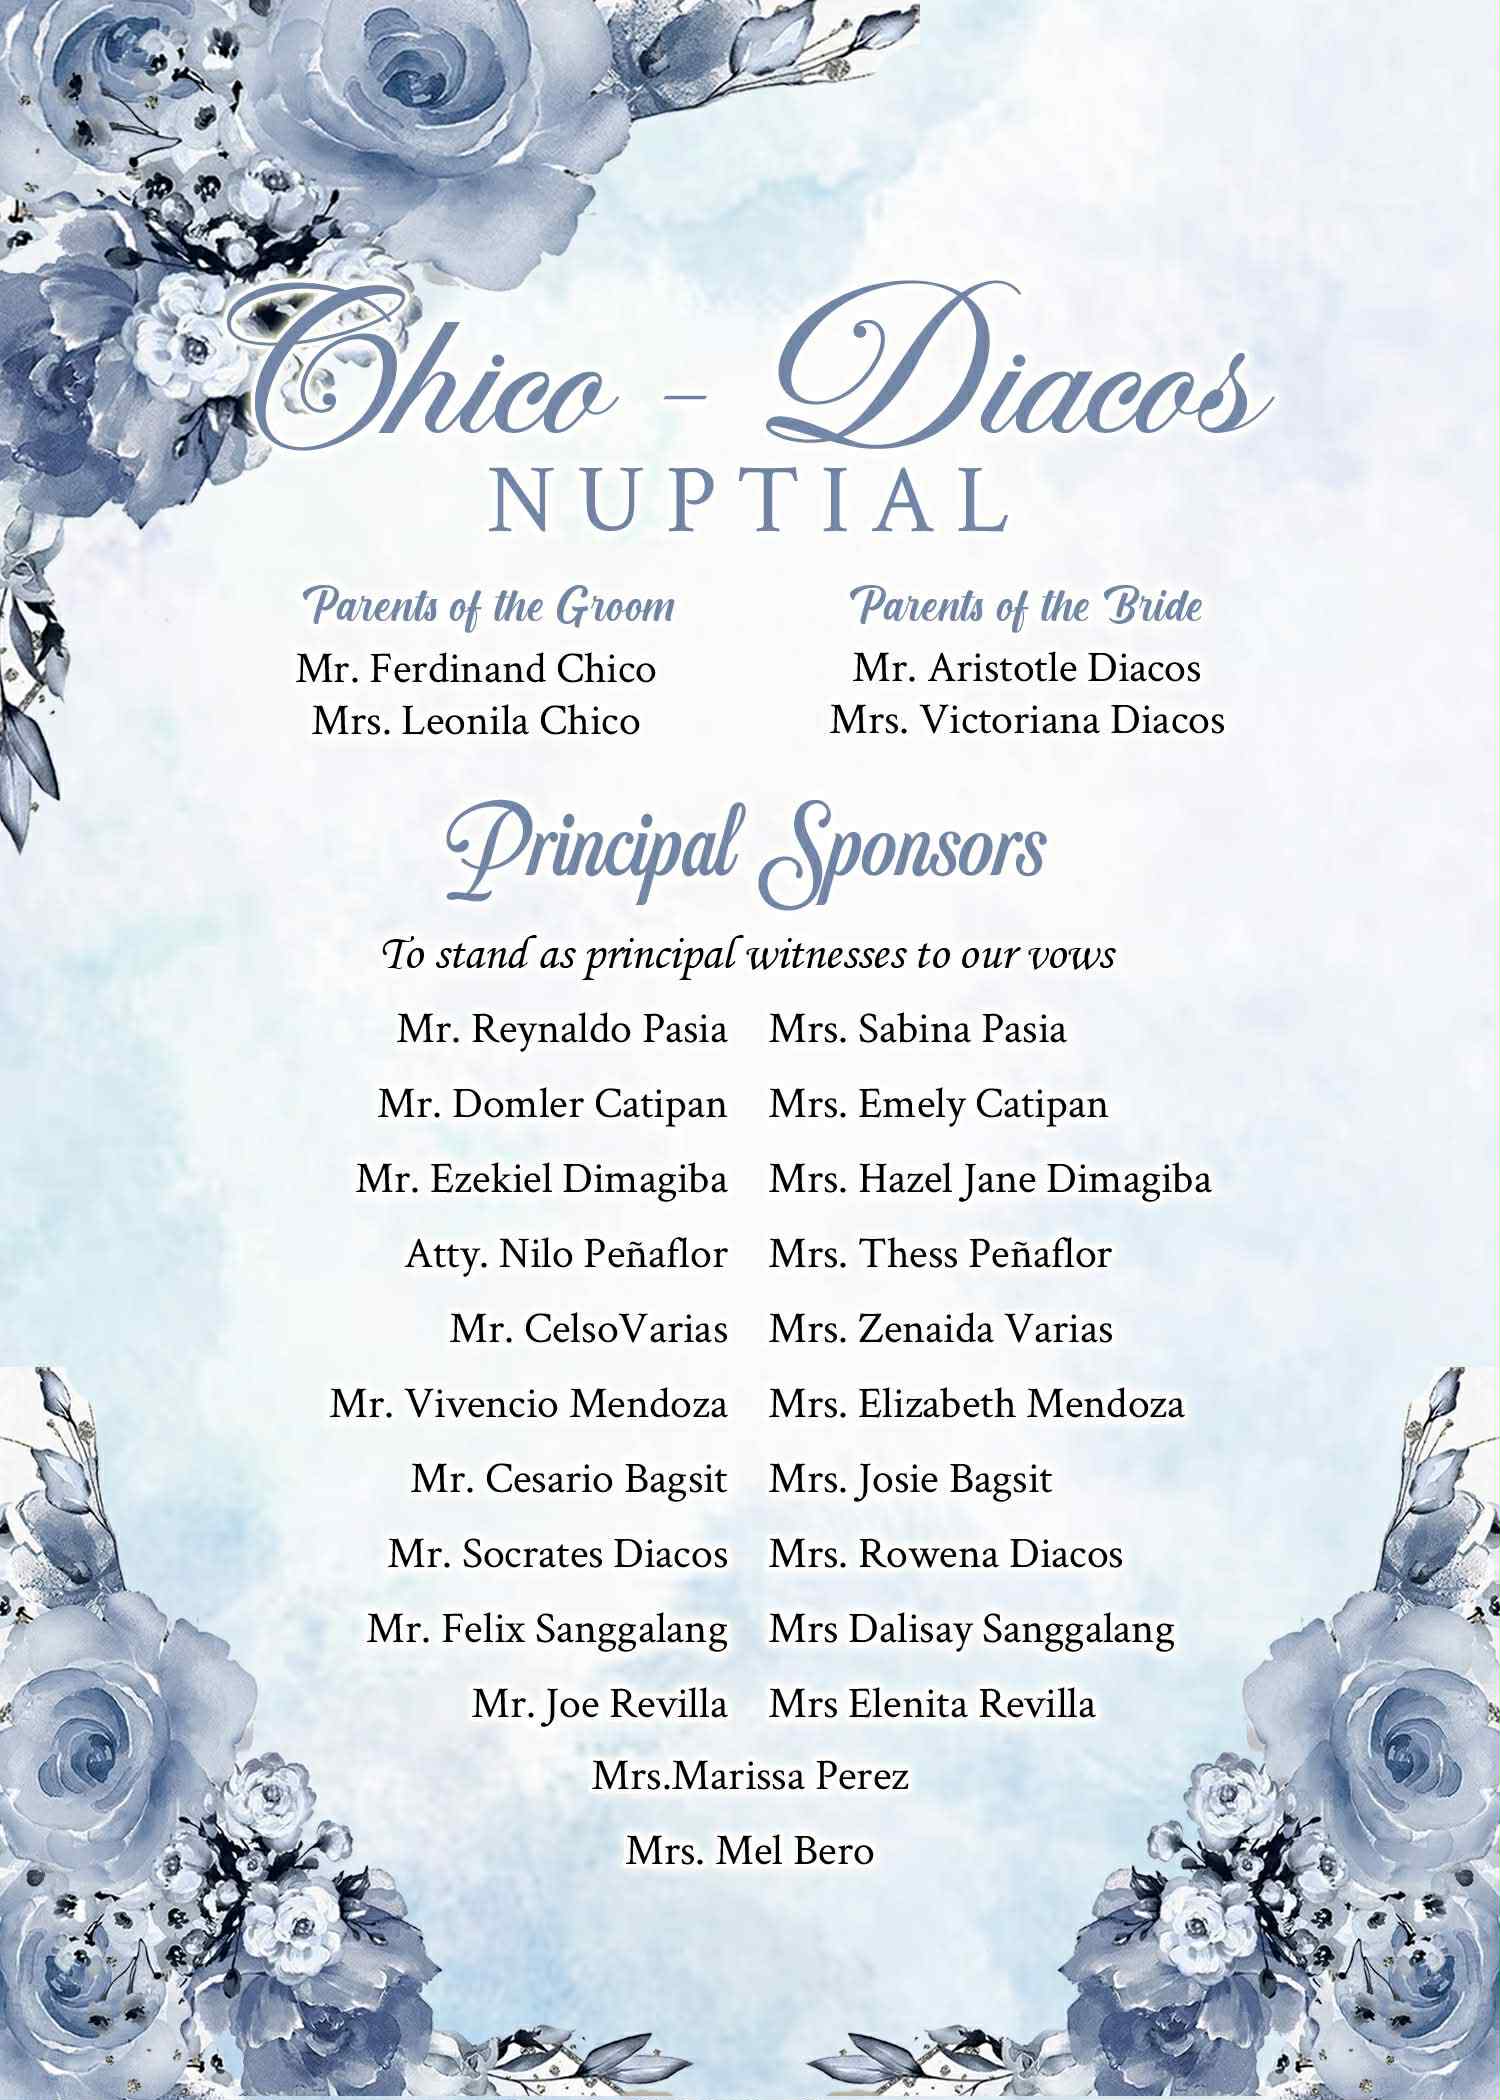 Chico - Diacos
NUPTIAL
Parents of the Groom
Mr. Ferdinand Chico
Mrs. Leonila Chico
Parents of the Bride
Mr. Aristotle Diacos
Mrs. Victoriana Diacos
Principal Sponsors
To stand as principal witnesses to our vows
Mr. Reynaldo Pasia Mrs. Sabina Pasia
Mr. Domler Catipan Mrs. Emely Catipan
Mr. Ezekiel Dimagiba Mrs. Hazel Jane Dimagiba
Atty. Nilo Peñaflor Mrs. Thess Peñaflor
Mr. CelsoVarias Mrs. Zenaida Varias
Mr. Vivencio Mendoza Mrs. Elizabeth Mendoza
Mr. Cesario Bagsit Mrs. Josie Bagsit
Mr. Socrates Diacos Mrs. Rowena Diacos
Mr. Felix Sanggalang Mrs Dalisay Sanggalang
Mr. Joe Revilla Mrs Elenita Revilla
Mrs.Marissa Perez
Mrs. Mel Bero